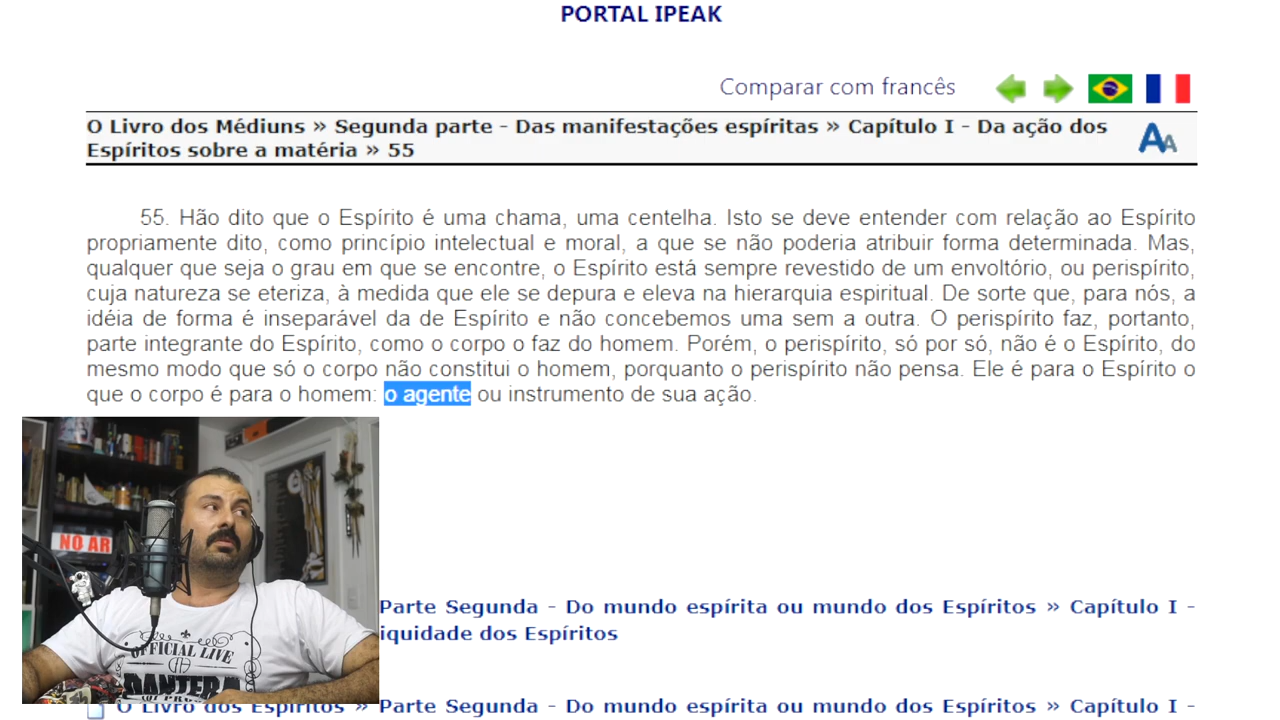 PORTAL IPEAK
Comparar com francês
O Livro dos Médiuns » Segunda parte - Das manifestações espíritas » Capítulo I - Da ação dos
Espíritos sobre a matéria » 55
AA
55. Hão dito que o Espírito é uma chama, uma centelha. Isto se deve entender com relação ao Espírito
propriamente dito, como princípio intelectual e moral, a que se não poderia atribuir forma determinada. Mas,
qualquer que seja o grau em que se encontre, o Espírito está sempre revestido de um envoltório, ou perispírito,
cuja natureza se eteriza, à medida que ele se depura e eleva na hierarquia espiritual. De sorte que, para nós, a
idéia de forma é inseparável da de Espírito e não concebemos uma sem a outra. O perispírito faz, portanto,
parte integrante do Espírito, como o corpo o faz do homem. Porém, o perispírito, só por só, não é o Espírito, do
mesmo modo que só o corpo não constitui o homem, porquanto o perispírito não pensa. Ele é para o Espírito o
que o corpo é para o homem: o agente ou instrumento de sua ação.
NO AR
OFFICIAL LIVE
PANTERA
Parte Segunda - Do mundo espírita ou mundo dos Espíritos » Capítulo I -
iquidade dos Espíritos
O Livro dos Espíritos » Parte Segunda - Do mundo espírita ou mundo dos Espíritos » Capítulo I -